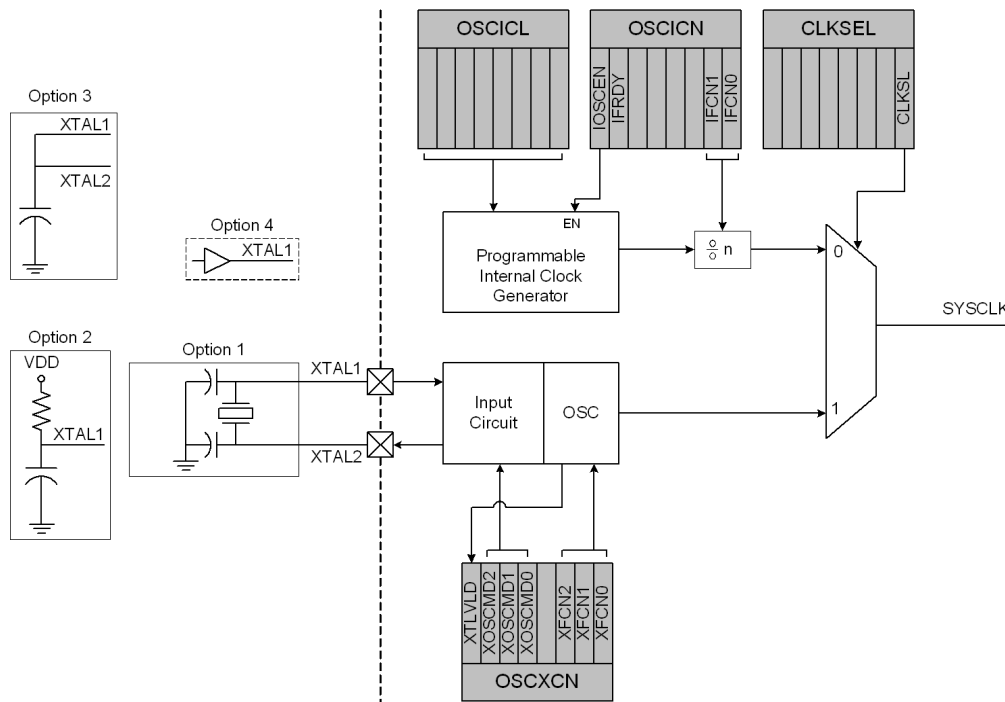 OSCICL
OSCICN
CLKSEL
IOSCEN
IFRDY
IFCN1
IFCN0
CLKSL
Option 3
XTAL1
XTAL2
Option 4
XTAL1
EN
Programmable
Internal Clock
Generator
n
0
SYSCLK
Option 2
VDD
XTAL1
Option 1
XTAL1
XTAL2
Input
Circuit
OSC
1
XTLVLD
XOSCMD2
XOSCMD1
XOSCMD0
XFCN2
XFCN1
XFCN0
OSCXCN